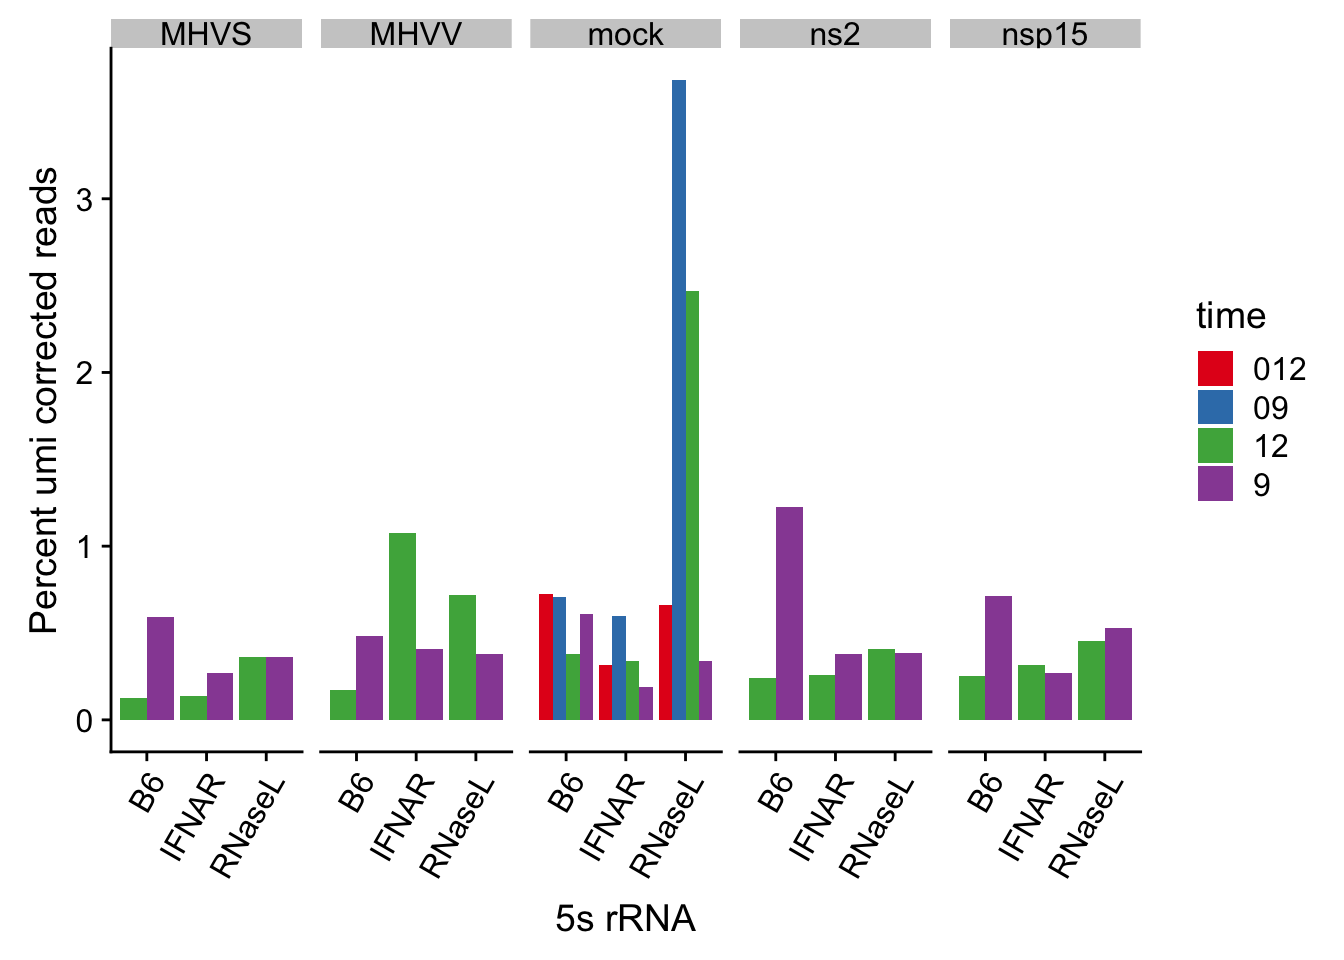 MHVS MHVV mock ns2 nsp15
Percent umi corrected reads
3
2
1
0
B6 IFNAR RNaseL B6 IFNAR RNaseL B6 IFNAR RNaseL B6 IFNAR RNaseL B6 IFNAR RNaseL
5s rRNA
time
012
09
12
9